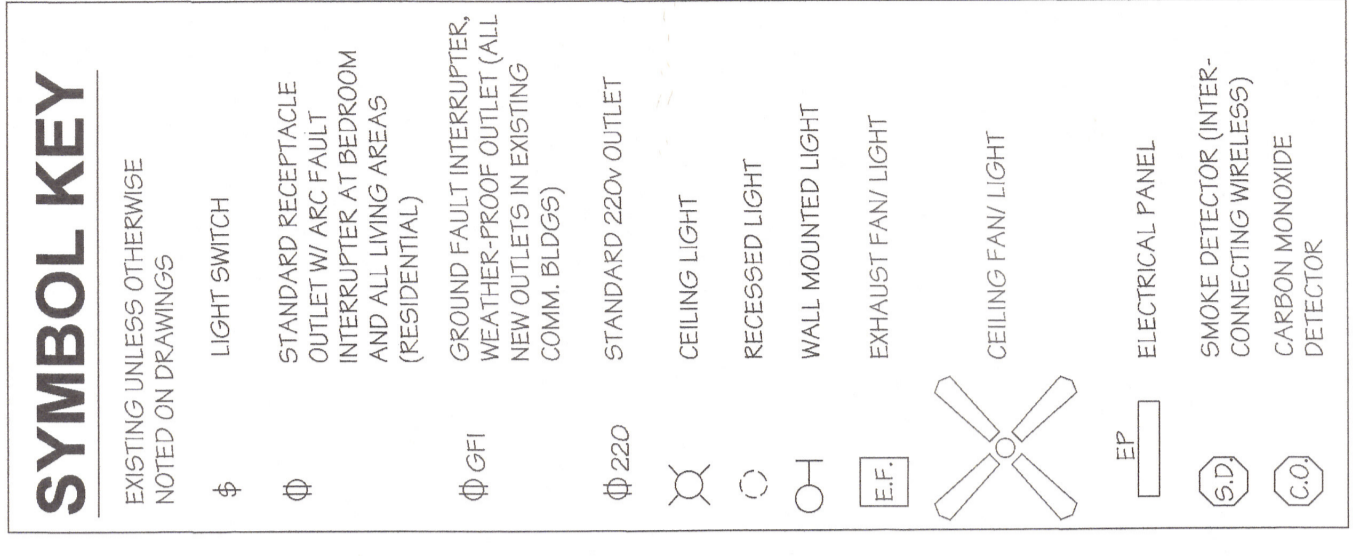 SYMBOL KEY
EXISTING UNLESS OTHERWISE
NOTED ON DRAWINGS
$ LIGHT SWITCH
STANDARD RECEPTACLE
OUTLET W/ ARC FAULT
INTERRUPTER AT BEDROOM
AND ALL LIVING AREAS
(RESIDENTIAL)
GFI GROUND FAULT INTERRUPTER,
WEATHER-PROOF OUTLET (ALL
NEW OUTLETS IN EXISTING
COMM. BLDGS)
220 STANDARD 220v OUTLET
CEILING LIGHT
RECESSED LIGHT
WALL MOUNTED LIGHT
E.F. EXHAUST FAN/ LIGHT
CEILING FAN/ LIGHT
EP ELECTRICAL PANEL
S.D. SMOKE DETECTOR (INTER-
CONNECTING WIRELESS)
C.O. CARBON MONOXIDE
DETECTOR